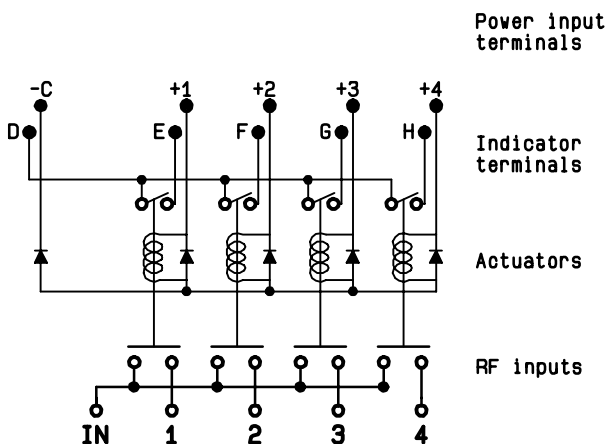 Power input
terminals
-C +1 +2 +3 +4
D E F G H
Indicator
terminals
Actuators
RF inputs
IN 1 2 3 4